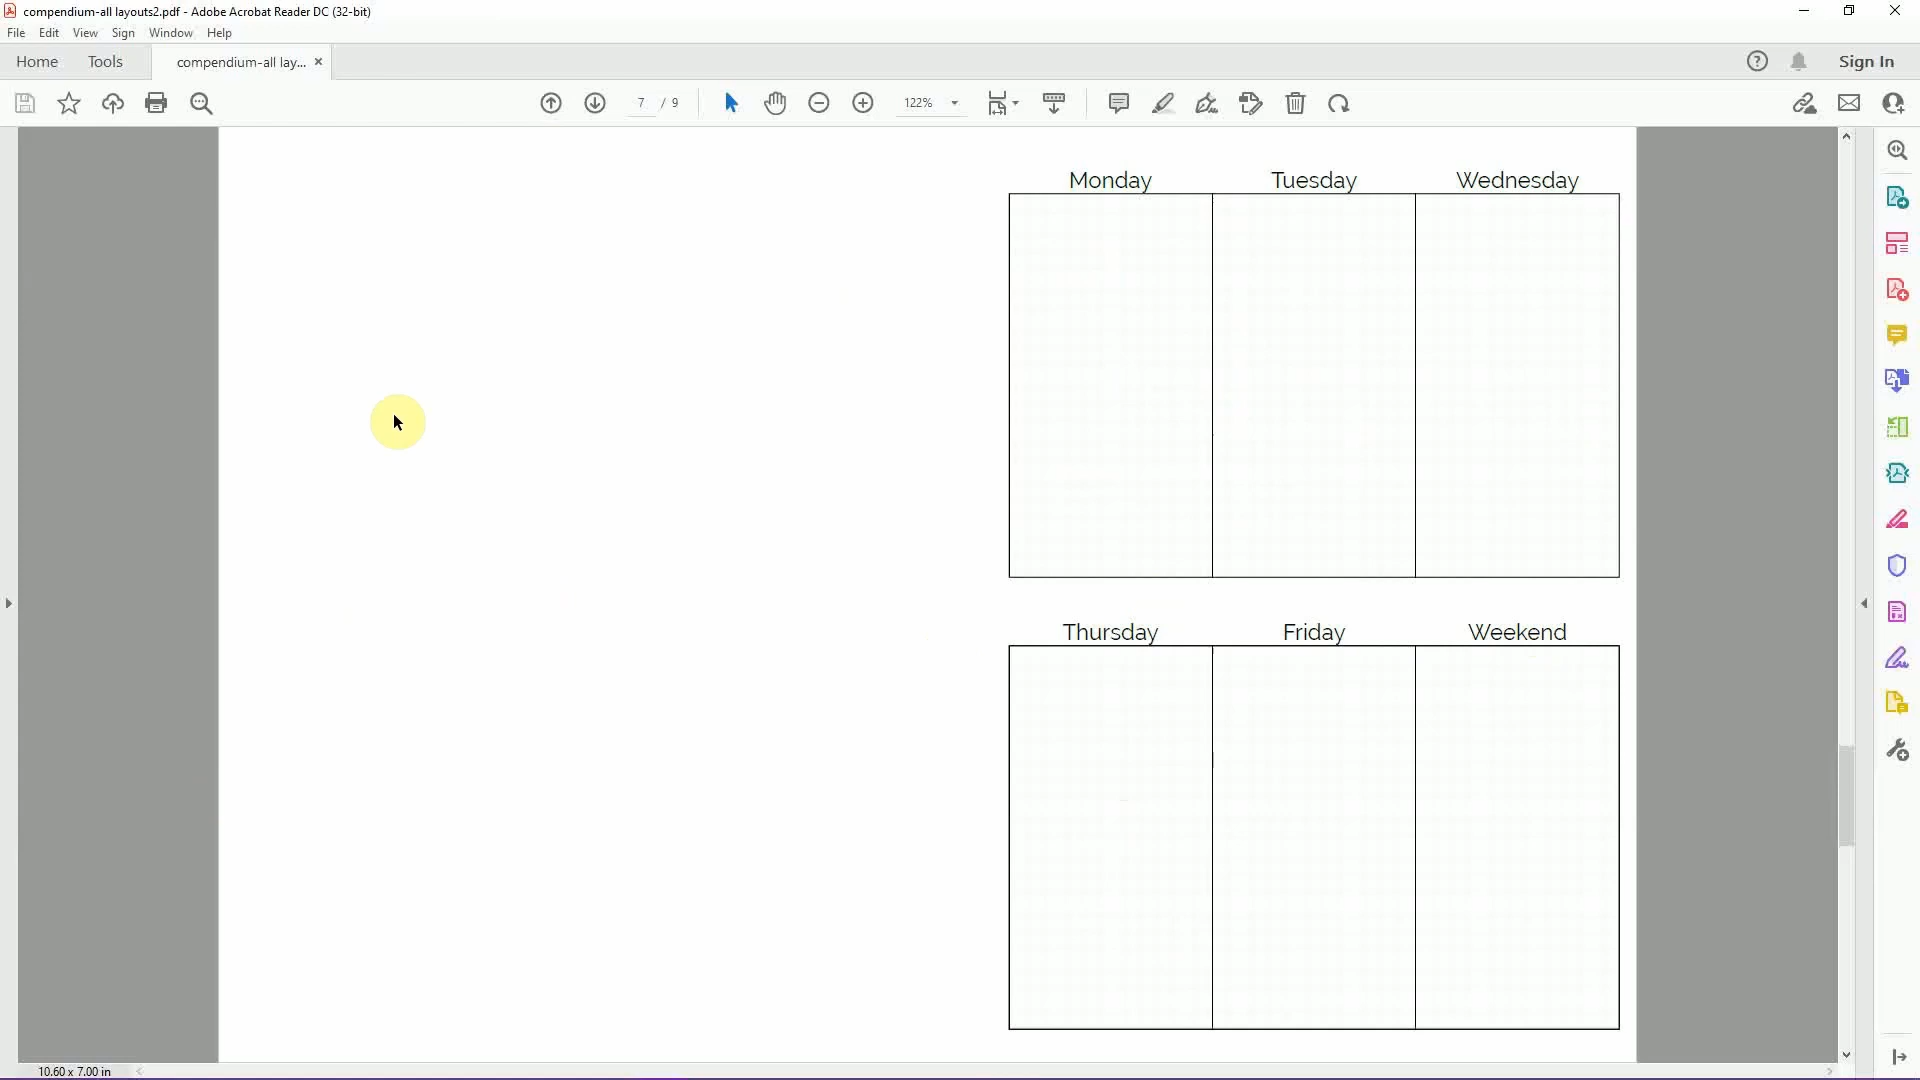 compendium-all layouts2.pdf - Adobe Acrobat Reader DC (32-bit)
File Edit View Sign Window Help
Home Tools compendium-all lay... × Sign In
7 / 9 122%
Monday Tuesday Wednesday
Thursday Friday Weekend
10.60 x 7.00 in